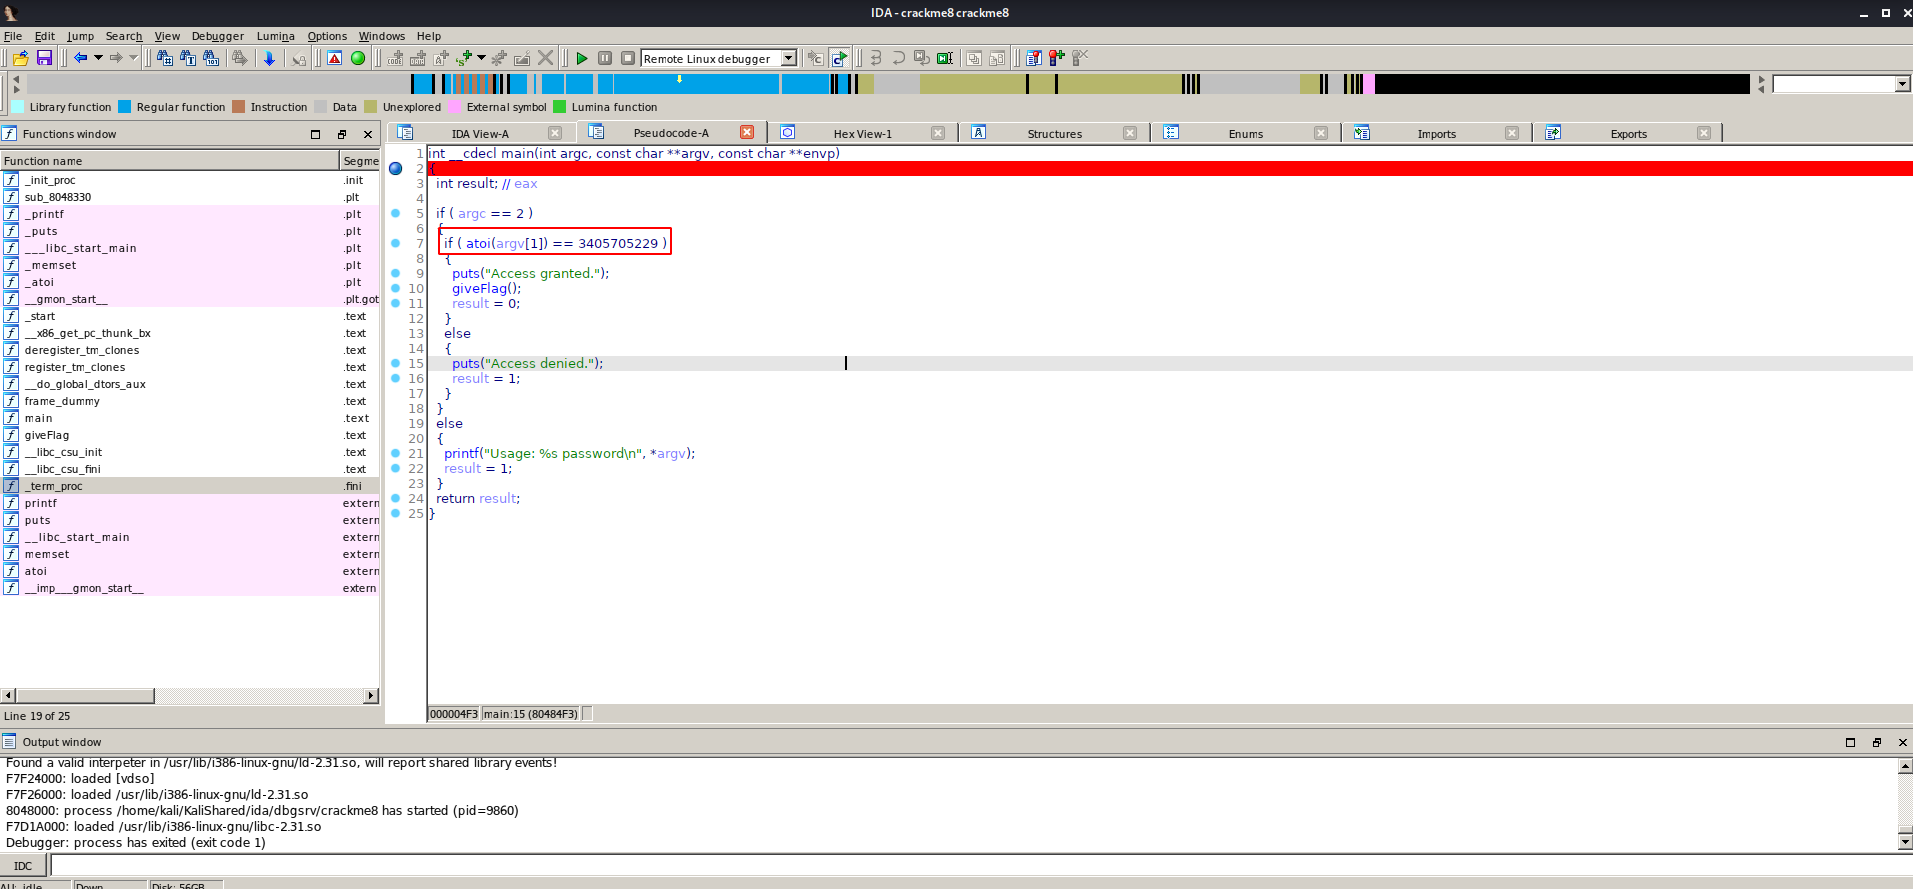 IDA - crackme8 crackme8
File Edit Jump Search View Debugger Lumina Options Windows Help
Remote Linux debugger
Library function Regular function Instruction Data Unexplored External symbol Lumina function
Functions window
Function name Segme
_init_proc .init
sub_8048330 .plt
_printf .plt
_puts .plt
___libc_start_main .plt
_memset .plt
_atoi .plt
__gmon_start__ .plt.got
_start .text
__x86_get_pc_thunk_bx .text
deregister_tm_clones .text
register_tm_clones .text
__do_global_dtors_aux .text
frame_dummy .text
main .text
giveFlag .text
__libc_csu_init .text
__libc_csu_fini .text
_term_proc .fini
printf extern
puts extern
__libc_start_main extern
memset extern
atoi extern
__imp___gmon_start__ extern
Line 19 of 25
IDA View-A Pseudocode-A Hex View-1 Structures Enums Imports Exports
1 int __cdecl main(int argc, const char **argv, const char **envp)
2 {
3 int result; // eax
4
5 if ( argc == 2 )
6 {
7 if ( atoi(argv[1]) == 3405705229 )
8 {
9 puts("Access granted.");
10 giveFlag();
11 result = 0;
12 }
13 else
14 {
15 puts("Access denied.");
16 result = 1;
17 }
18 }
19 else
20 {
21 printf("Usage: %s password\n", *argv);
22 result = 1;
23 }
24 return result;
25 }
000004F3 main:15 (80484F3)
Output window
Found a valid interpeter in /usr/lib/i386-linux-gnu/ld-2.31.so, will report shared library events!
F7F24000: loaded [vdso]
F7F26000: loaded /usr/lib/i386-linux-gnu/ld-2.31.so
8048000: process /home/kali/KaliShared/ida/dbgsrv/crackme8 has started (pid=9860)
F7D1A000: loaded /usr/lib/i386-linux-gnu/libc-2.31.so
Debugger: process has exited (exit code 1)
IDC
AU: idle Down Disk: 56GB